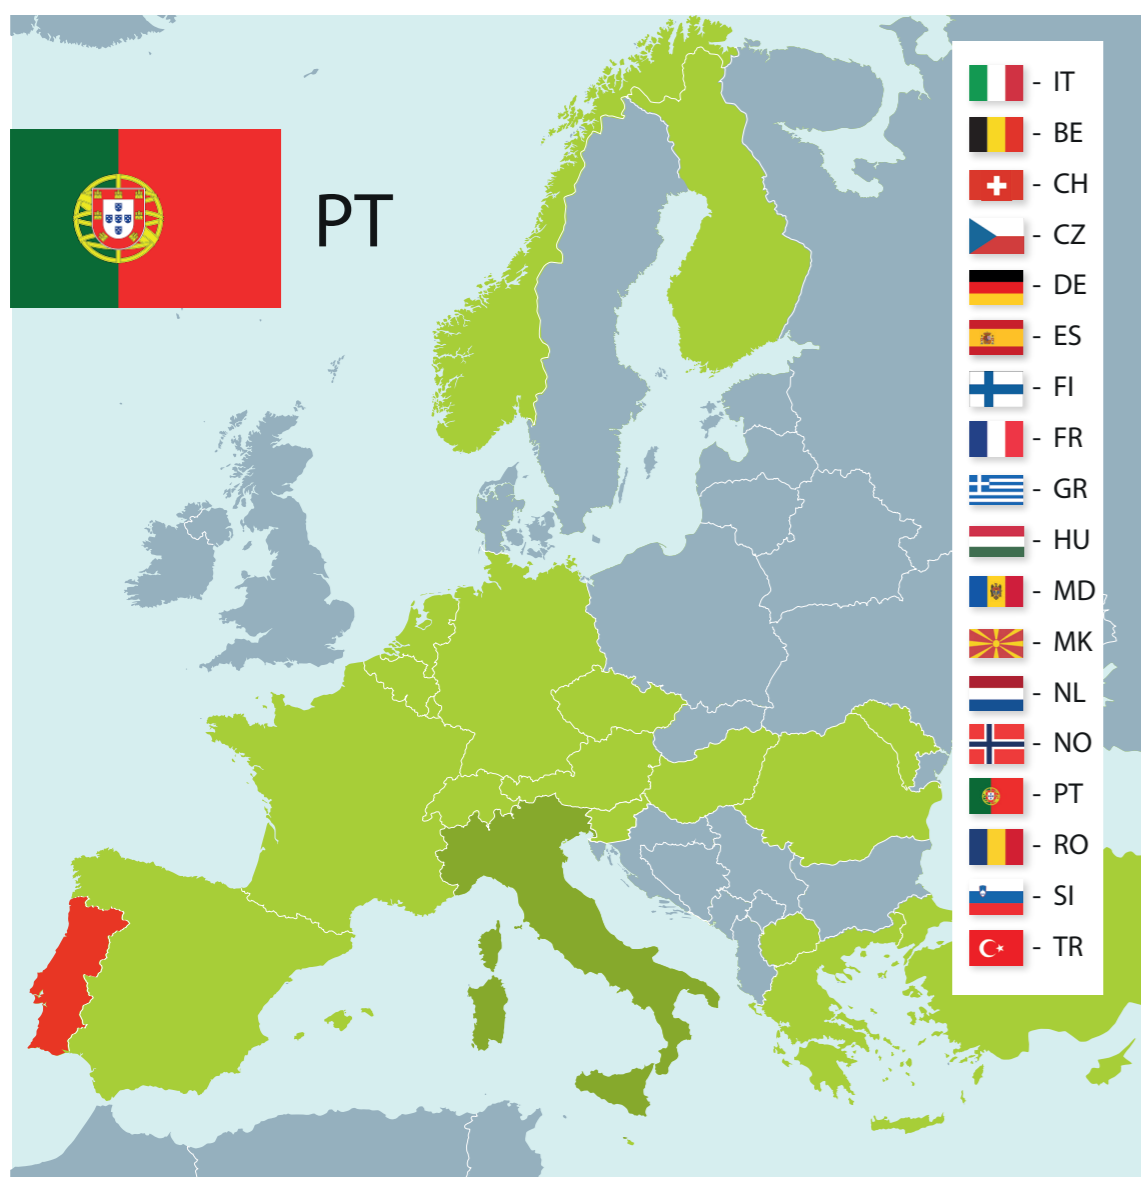 PT
- IT
- BE
- CH
- CZ
- DE
- ES
- FI
- FR
- GR
- HU
- MD
- MK
- NL
- NO
- PT
- RO
- SI
- TR